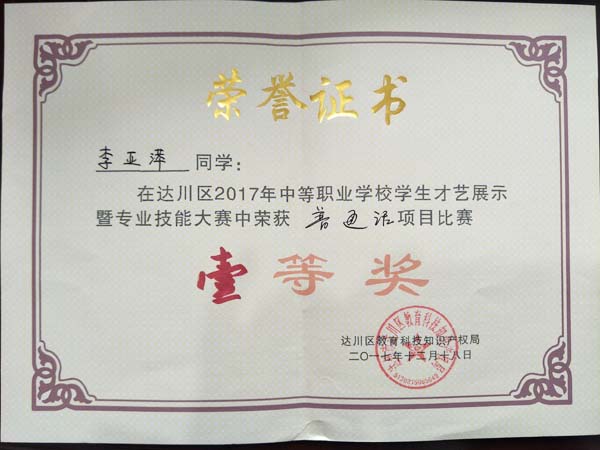 荣誉证书
李亚萍 同学：
在达川区2017年中等职业学校学生才艺展示
暨专业技能大赛中荣获 普通话 项目比赛
壹等奖
达川区教育科技知识产权局
二〇一七年十二月十八日